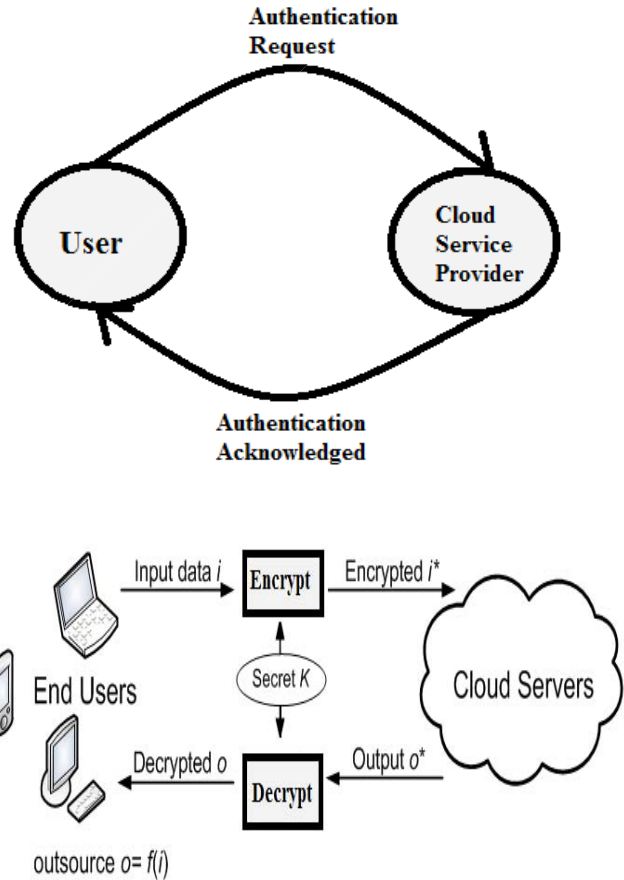 Authentication
Request
User
Cloud
Service
Provider
Authentication
Acknowledged
Input data i
Encrypt
Encrypted i*
End Users
Secret K
Cloud Servers
Decrypted o
Decrypt
Output o*
outsource o= f(i)